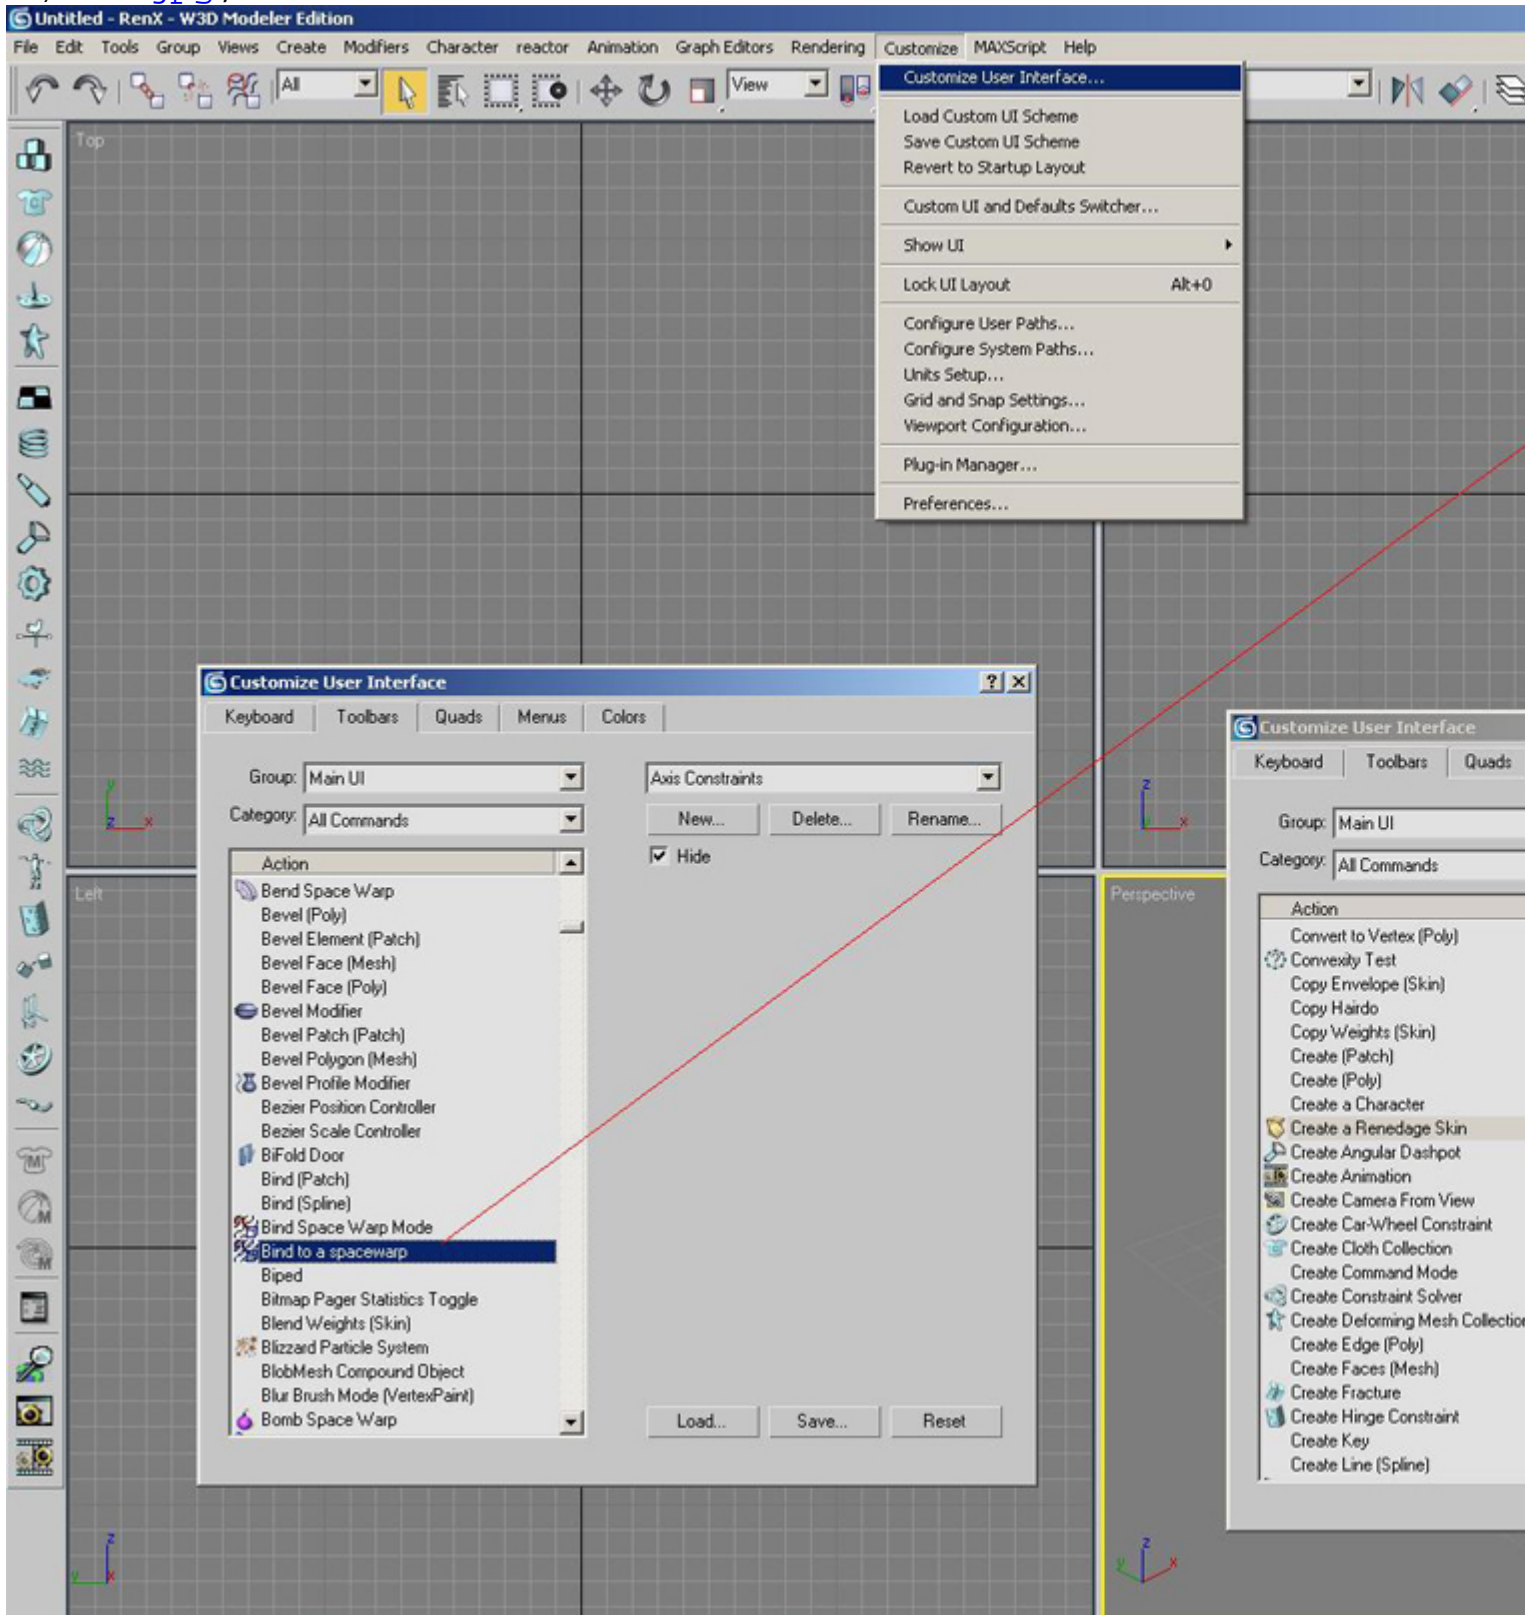 Untitled - RenX - W3D Modeler Edition
File Edit Tools Group Views Create Modifiers Character reactor Animation Graph Editors Rendering Customize MAXScript Help
All
View
Customize User Interface...
Load Custom UI Scheme
Save Custom UI Scheme
Revert to Startup Layout
Custom UI and Defaults Switcher...
Show UI
Lock UI Layout Alt+0
Configure User Paths...
Configure System Paths...
Units Setup...
Grid and Snap Settings...
Viewport Configuration...
Plug-in Manager...
Preferences...
Top
y
z x
z
y x
Left
Perspective
Customize User Interface
Keyboard Toolbars Quads Menus Colors
Group: Main UI
Axis Constraints
Category: All Commands
New... Delete... Rename...
Hide
Action
Bend Space Warp
Bevel (Poly)
Bevel Element (Patch)
Bevel Face (Mesh)
Bevel Face (Poly)
Bevel Modifier
Bevel Patch (Patch)
Bevel Polygon (Mesh)
Bevel Profile Modifier
Bezier Position Controller
Bezier Scale Controller
BiFold Door
Bind (Patch)
Bind (Spline)
Bind Space Warp Mode
Bind to a spacewarp
Biped
Bitmap Pager Statistics Toggle
Blend Weights (Skin)
Blizzard Particle System
BlobMesh Compound Object
Blur Brush Mode (VertexPaint)
Bomb Space Warp
Load... Save... Reset
Customize User Interface
Keyboard Toolbars Quads
Group: Main UI
Category: All Commands
Action
Convert to Vertex (Poly)
Convexity Test
Copy Envelope (Skin)
Copy Hairdo
Copy Weights (Skin)
Create (Patch)
Create (Poly)
Create a Character
Create a Renedage Skin
Create Angular Dashpot
Create Animation
Create Camera From View
Create Car-Wheel Constraint
Create Cloth Collection
Create Command Mode
Create Constraint Solver
Create Deforming Mesh Collection
Create Edge (Poly)
Create Faces (Mesh)
Create Fracture
Create Hinge Constraint
Create Key
Create Line (Spline)
z
y x
z
y x